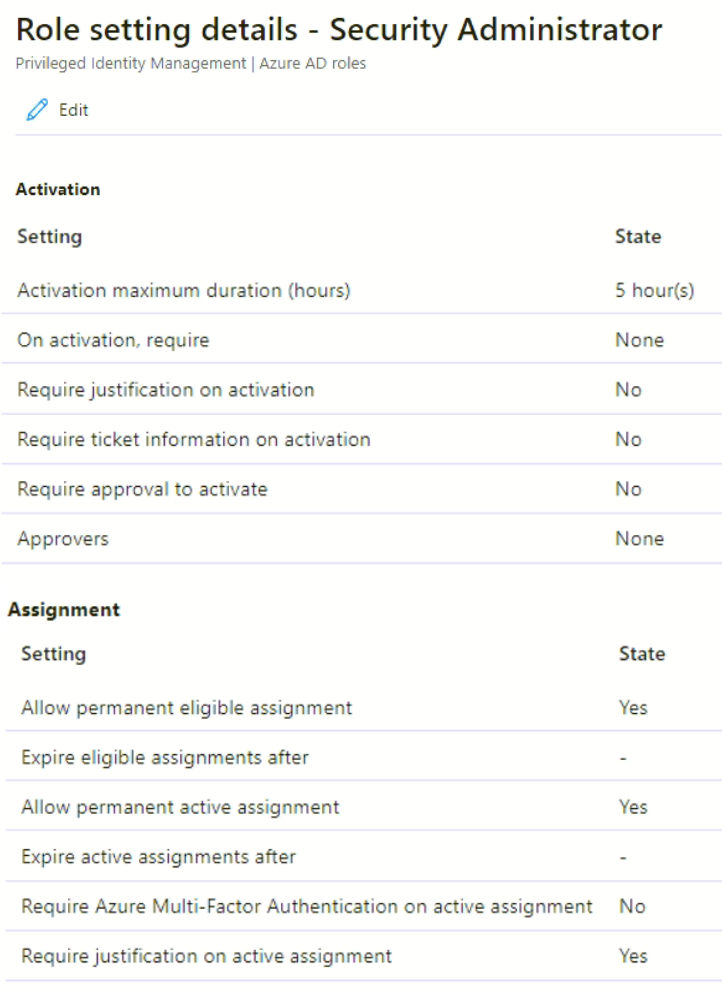 Role setting details - Security Administrator
Privileged Identity Management | Azure AD roles
Edit
Activation
Setting State
Activation maximum duration (hours) 5 hour(s)
On activation, require None
Require justification on activation No
Require ticket information on activation No
Require approval to activate No
Approvers None
Assignment
Setting State
Allow permanent eligible assignment Yes
Expire eligible assignments after -
Allow permanent active assignment Yes
Expire active assignments after -
Require Azure Multi-Factor Authentication on active assignment No
Require justification on active assignment Yes